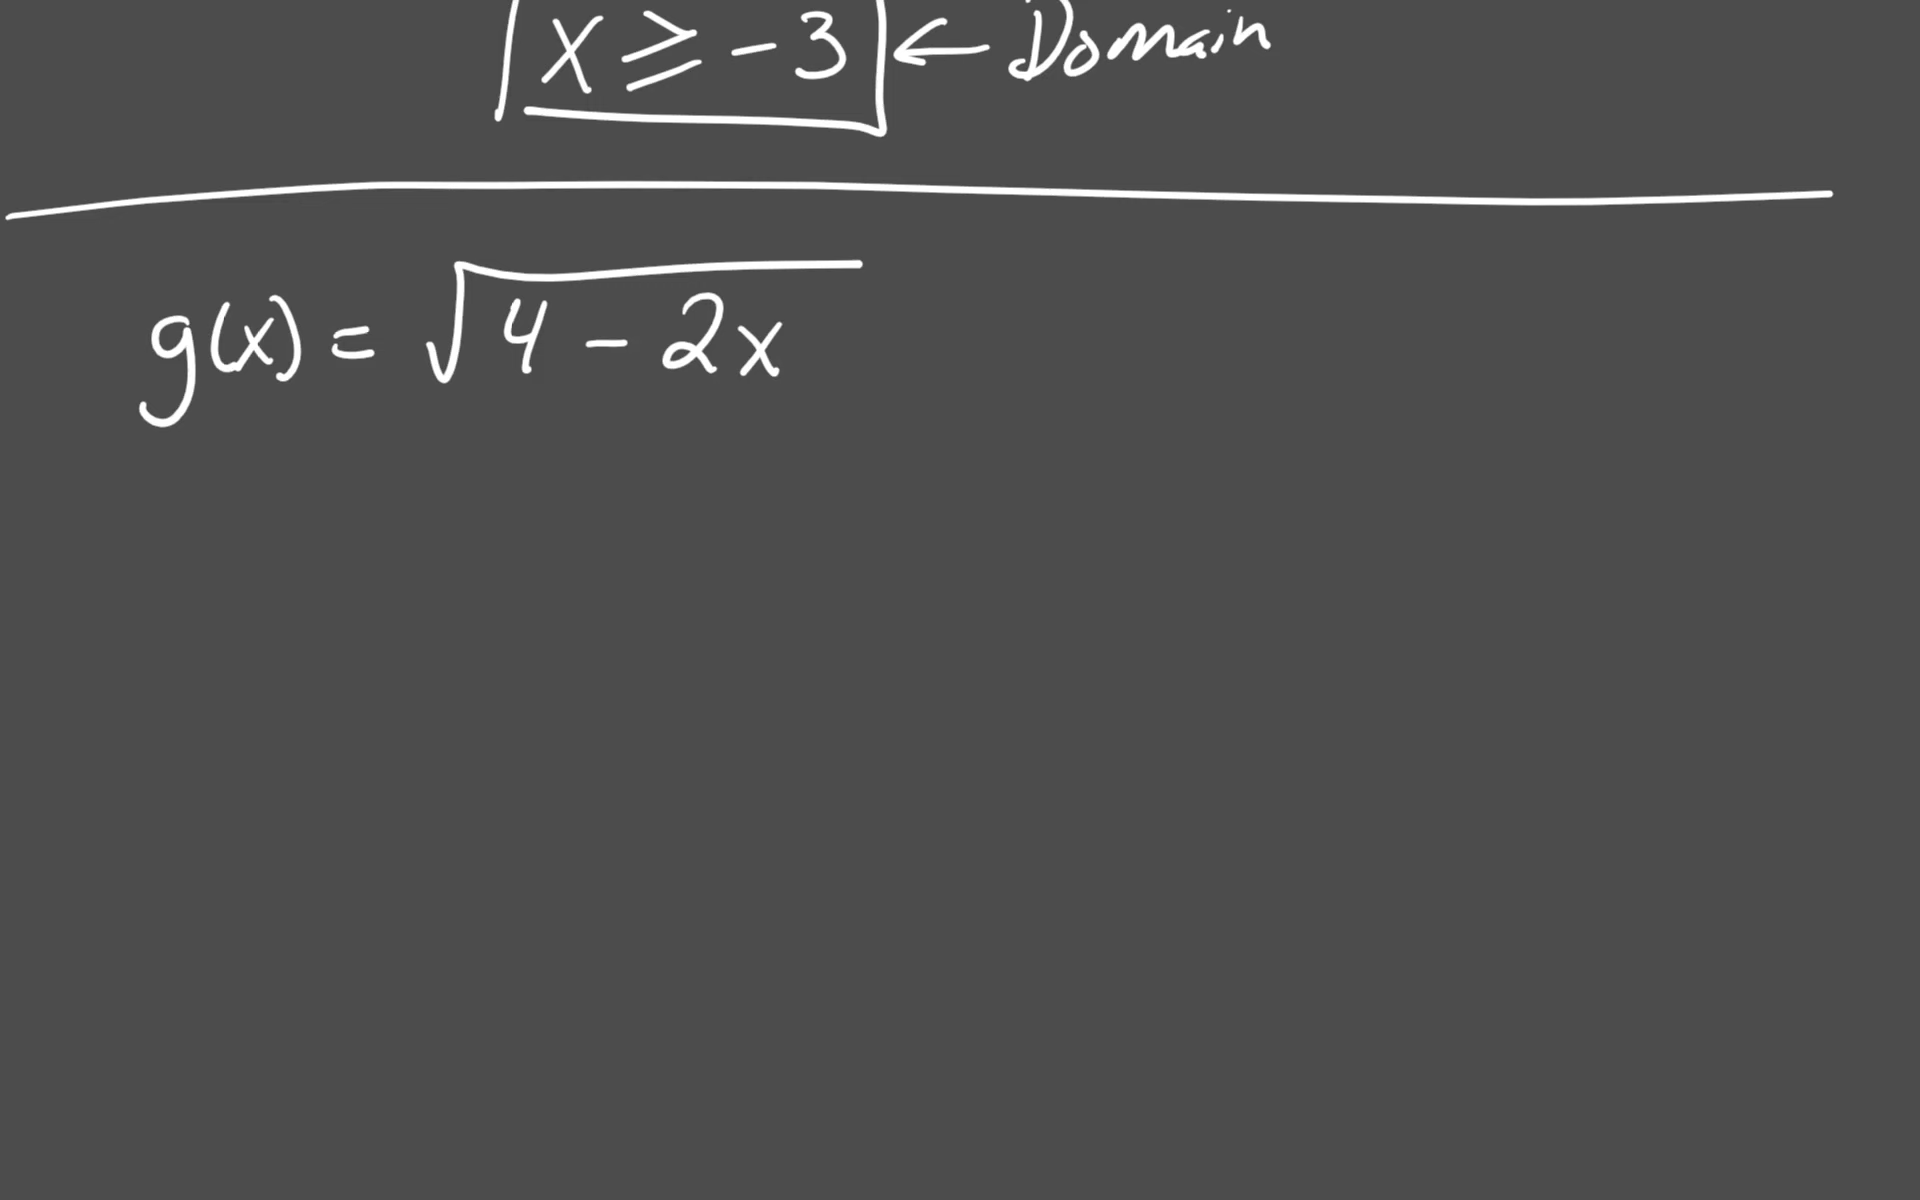 x ≥ -3 ← Domain
g(x) = √4 - 2x